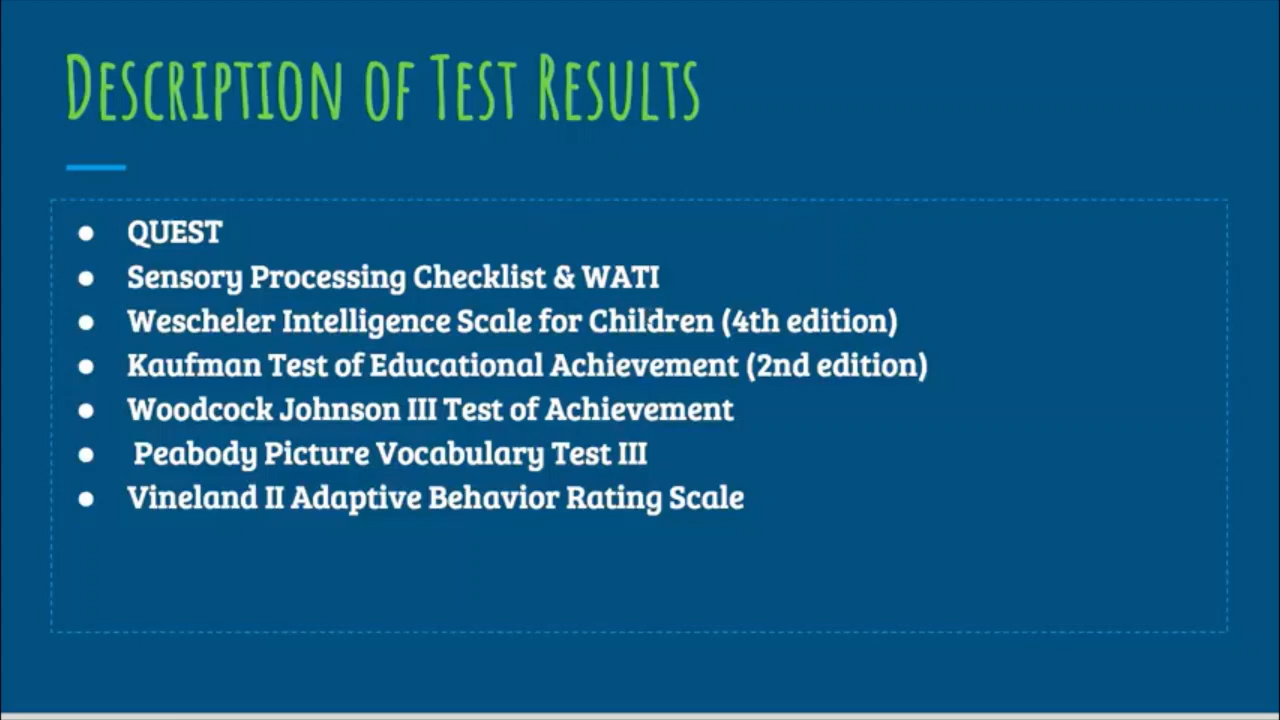 Description of Test Results
● QUEST
● Sensory Processing Checklist & WATI
● Wescheler Intelligence Scale for Children (4th edition)
● Kaufman Test of Educational Achievement (2nd edition)
● Woodcock Johnson III Test of Achievement
● Peabody Picture Vocabulary Test III
● Vineland II Adaptive Behavior Rating Scale